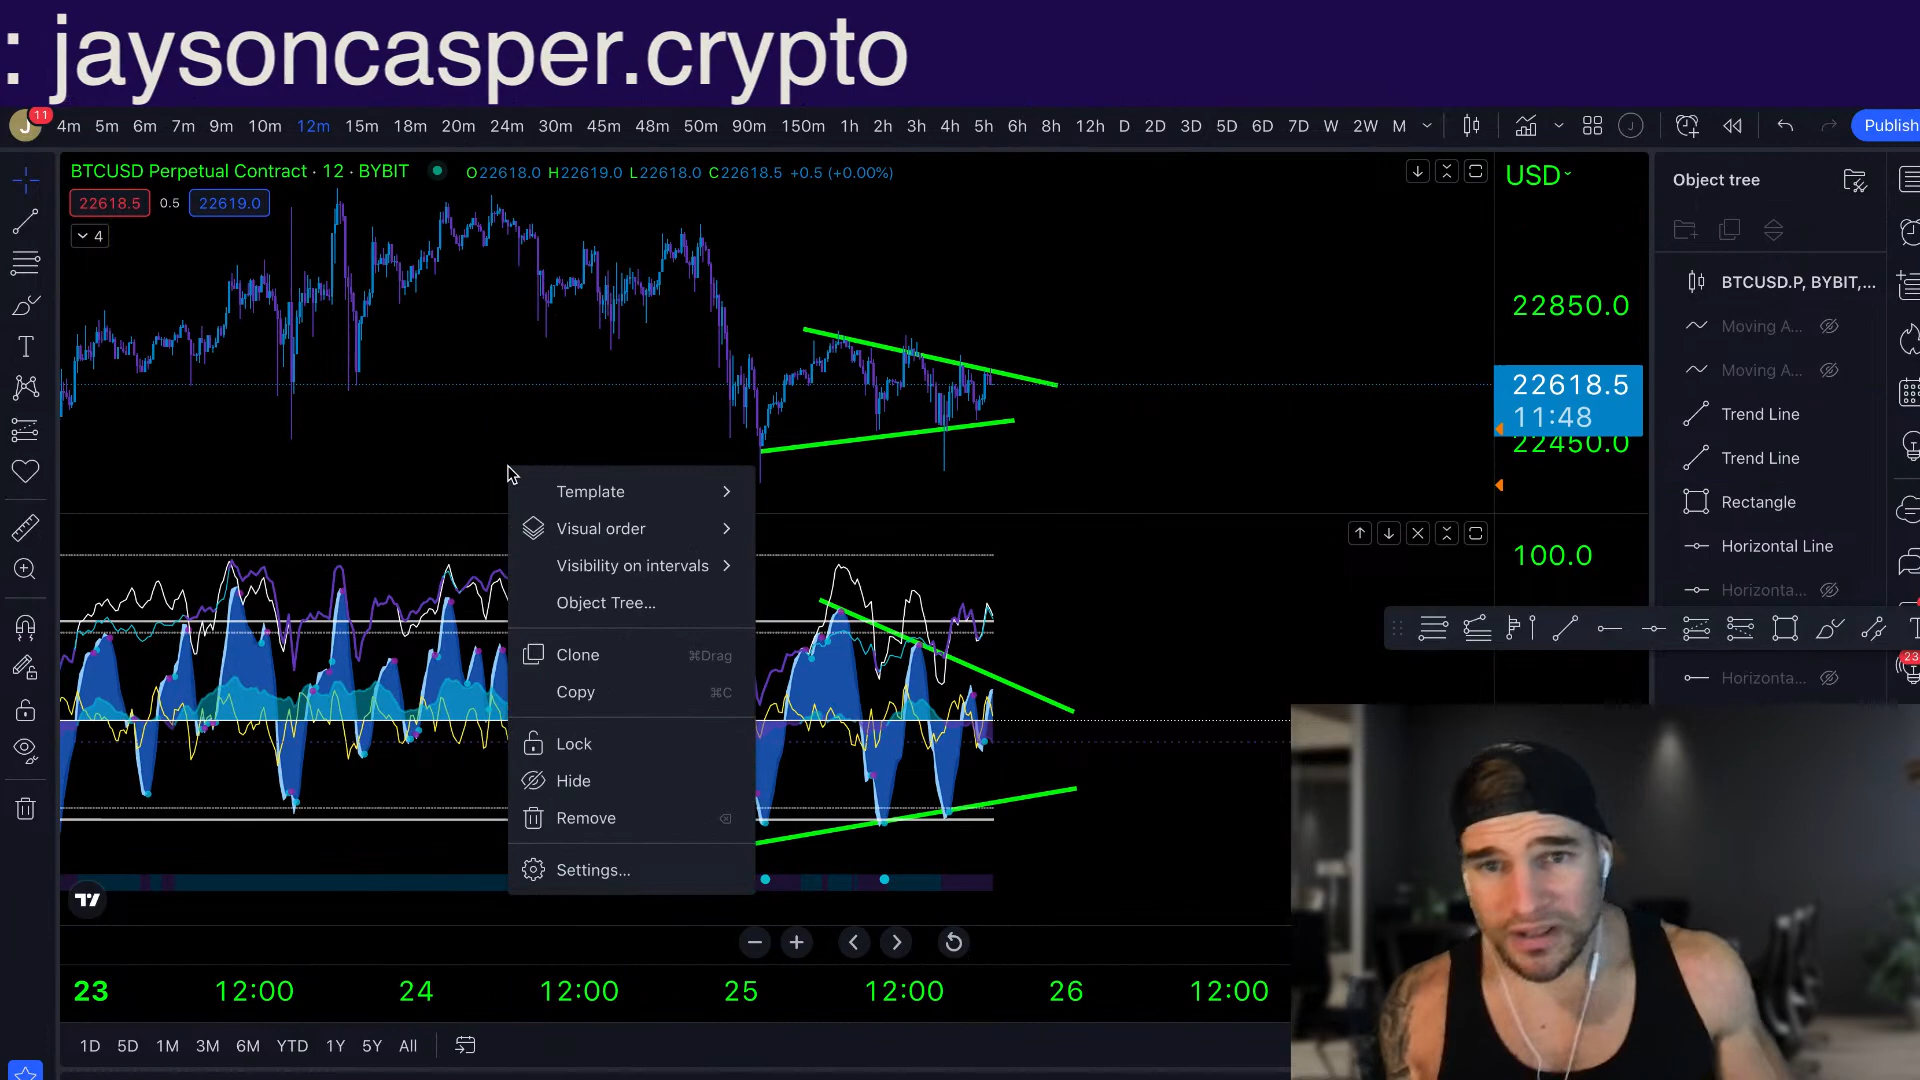 : jaysoncasper.crypto
J 11 4m 5m 6m 7m 9m 10m 12m 15m 18m 20m 24m 30m 45m 48m 50m 90m 150m 1h 2h 3h 4h 5h 6h 8h 12h D 2D 3D 5D 6D 7D W 2W M J Publish
BTCUSD Perpetual Contract · 12 · BYBIT O22618.0 H22619.0 L22618.0 C22618.5 +0.5 (+0.00%)
22618.5 0.5 22619.0
4
USD
22850.0
22618.5
11:48
22450.0
100.0
Object tree
BTCUSD.P, BYBIT,...
Moving A...
Moving A...
Trend Line
Trend Line
Rectangle
Horizontal Line
Horizonta...
Horizonta...
23
T
T
Template
Visual order
Visibility on intervals
Object Tree...
Clone ⌘Drag
Copy ⌘C
Lock
Hide
Remove
Settings...
23 12:00 24 12:00 25 12:00 26 12:00
1D 5D 1M 3M 6M YTD 1Y 5Y All